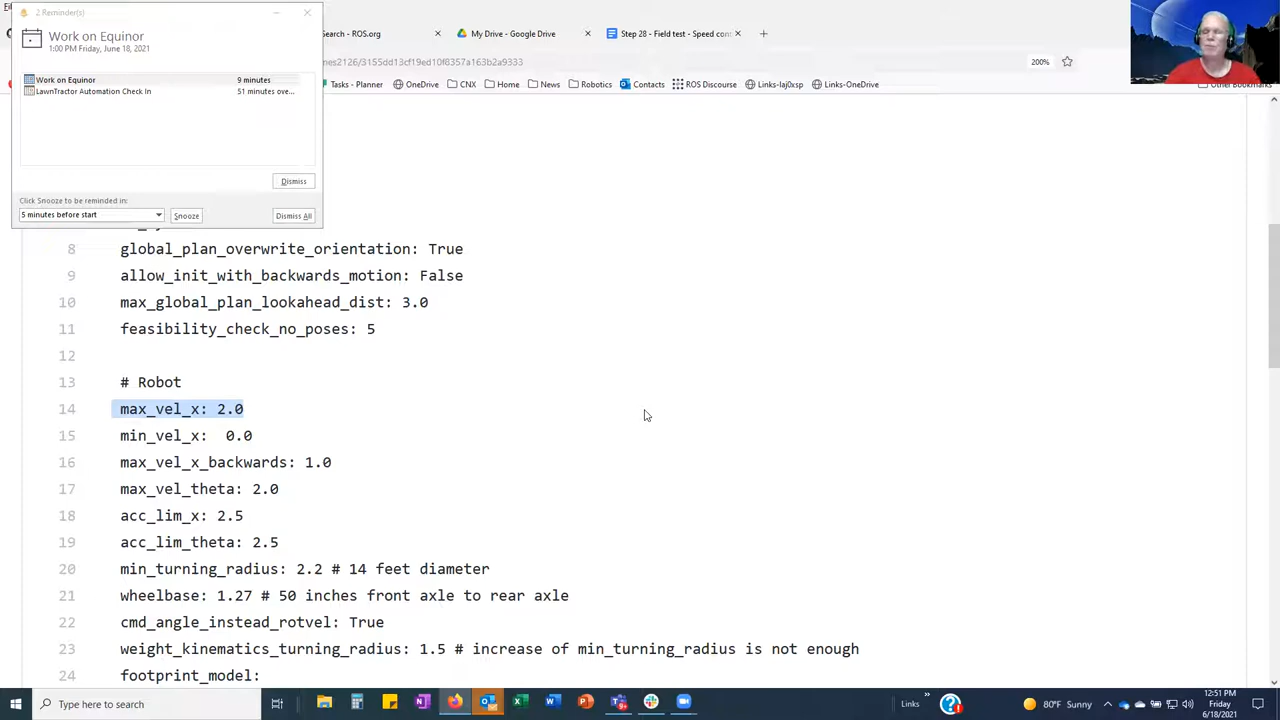 2 Reminder(s)
Work on Equinor
1:00 PM Friday, June 18, 2021
Work on Equinor 9 minutes
LawnTractor Automation Check In 51 minutes ove...
Dismiss
Click Snooze to be reminded in:
5 minutes before start Snooze Dismiss All
Search - ROS.org
My Drive - Google Drive
Step 28 - Field test - Speed con
nes2126/3155dd13cf19ed10f8357a163b2a9333 200%
Tasks - Planner OneDrive CNX Home News Robotics Contacts ROS Discourse Links-laj0xsp Links-OneDrive Other Bookmarks
8 global_plan_overwrite_orientation: True
9 allow_init_with_backwards_motion: False
10 max_global_plan_lookahead_dist: 3.0
11 feasibility_check_no_poses: 5
12
13 # Robot
14 max_vel_x: 2.0
15 min_vel_x:  0.0
16 max_vel_x_backwards: 1.0
17 max_vel_theta: 2.0
18 acc_lim_x: 2.5
19 acc_lim_theta: 2.5
20 min_turning_radius: 2.2 # 14 feet diameter
21 wheelbase: 1.27 # 50 inches front axle to rear axle
22 cmd_angle_instead_rotvel: True
23 weight_kinematics_turning_radius: 1.5 # increase of min_turning_radius is not enough
24 footprint_model:
Type here to search
Links
80°F Sunny
12:51 PM
Friday
6/18/2021